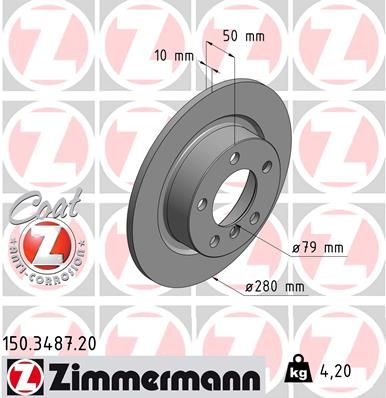 50 mm
10 mm
Coat
Z
ANTI-CORROSION
ø79 mm
ø280 mm
150.3487.20
Z Zimmermann
kg 4,20